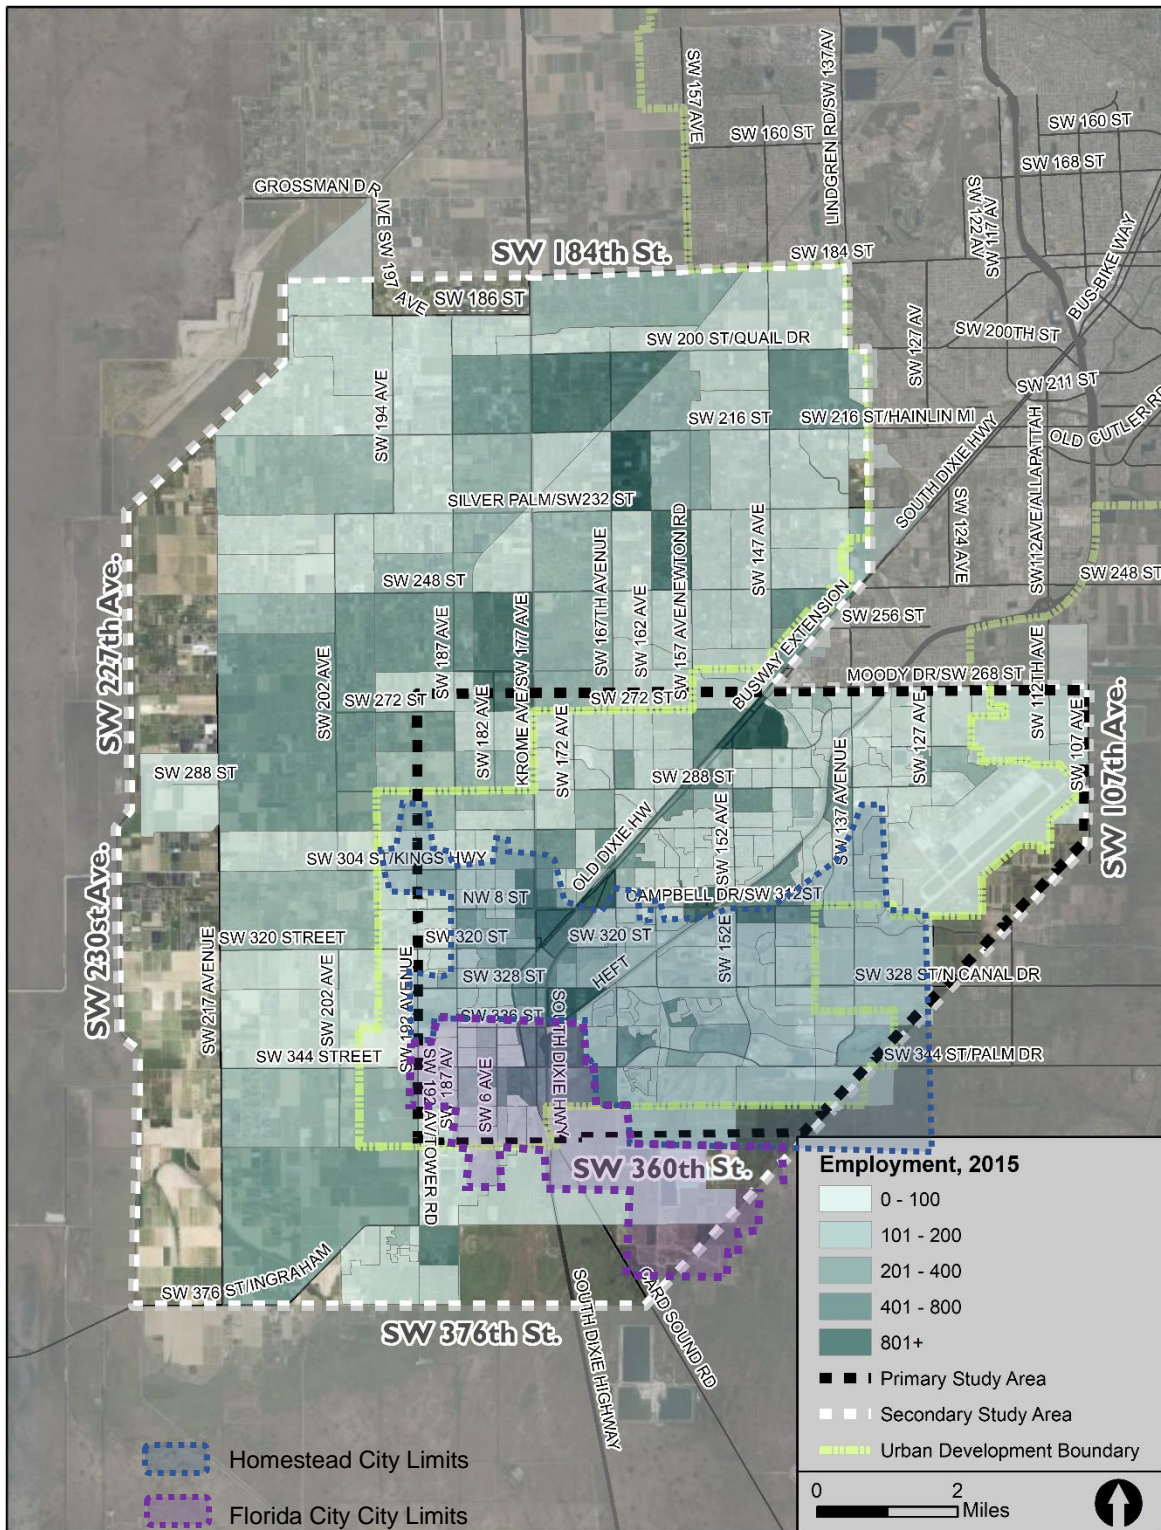 SW 157 AVE
LINDGREN RD/SW 137AV
SW 160 ST
SW 160 ST
SW 168 ST
SW 122 AV
SW 117 AV
GROSSMAN DRIVE SW 197 AVE
SW 184th St.
SW 184 ST
BUS-BIKE WAY
SW 186 ST
SW 200 ST/QUAIL DR
SW 127 AV
SW 200TH ST
SW 211 ST
SW 194 AVE
SW 216 ST
SW 216 ST/HAINLIN MI
OLD CUTLER RD
SOUTH DIXIE HWY
SW112AVE/ALLAPATTAH
SILVER PALM/SW232 ST
SW 124 AVE
SW 147 AVE
SW 157 AVE/NEWTON RD
SW 167TH AVENUE
SW 162 AVE
SW 248 ST
SW 248 ST
SW 227th Ave.
SW 256 ST
BUSWAY EXTENSION
SW 187 AVE
KROME AVE/SW 177 AVE
SW 202 AVE
SW 112TH AVE
MOODY DR/SW 268 ST
SW 272 ST
SW 272 ST
SW 182 AVE
SW 172 AVE
SW 127 AVE
SW 107 AVE
SW 107th Ave.
SW 288 ST
SW 288 ST
SW 137 AVENUE
SW 152 AVE
OLD DIXIE HW
SW 304 ST/KINGS HWY
NW 8 ST
CAMPBELL DR/SW 312ST
SW 230st Ave.
SW 217 AVENUE
SW 320 STREET
SW 320 ST
SW 320 ST
SW 152E
SW 202 AVE
SW 192 AVENUE
SW 328 ST
HEFT
SW 328 ST/N CANAL DR
SW 336 ST
SOUTH DIXIE HWY
SW 344 STREET
SW 344 ST/PALM DR
SW 192 AV/TOWER RD
SW 187 AV
SW 6 AVE
SW 360th St.
SW 376 ST/INGRAHAM
SW 376th St.
SOUTH DIXIE HIGHWAY
CARD SOUND RD
Employment, 2015
0 - 100
101 - 200
201 - 400
401 - 800
801+
Primary Study Area
Secondary Study Area
Urban Development Boundary
0 2
Miles
Homestead City Limits
Florida City City Limits